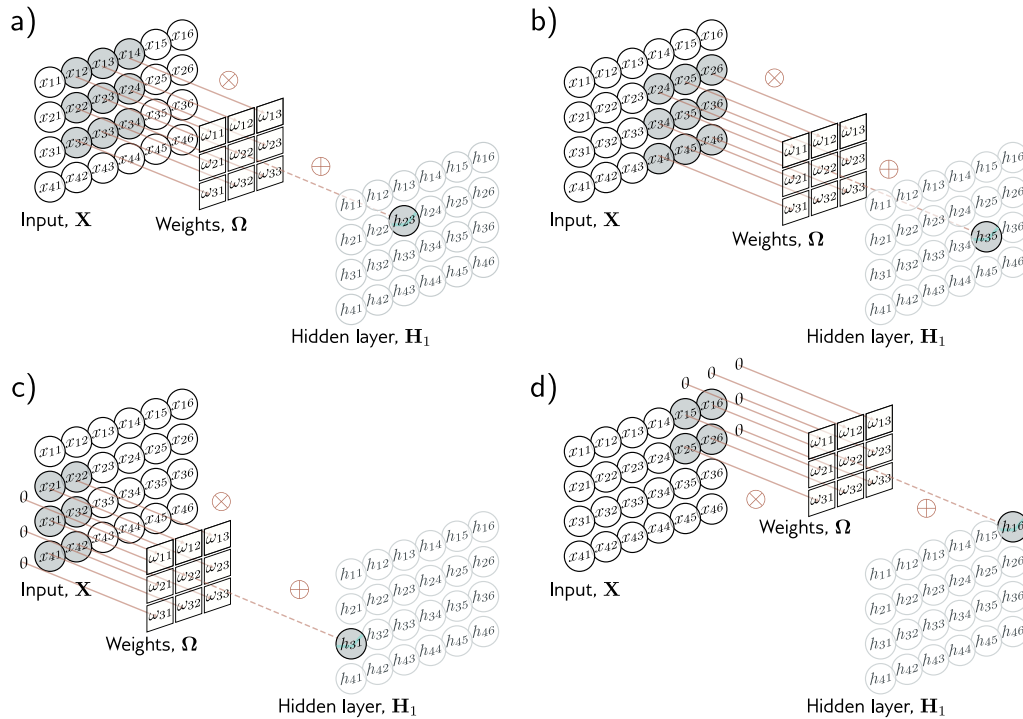 a)
x11 x12 x13 x14 x15 x16
x21 x22 x23 x24 x25 x26
x31 x32 x33 x34 x35 x36
x41 x42 x43 x44 x45 x46
Input, X
⊗
ω11 ω12 ω13
ω21 ω22 ω23
ω31 ω32 ω33
Weights, Ω
⊕
h11 h12 h13 h14 h15 h16
h21 h22 h23 h24 h25 h26
h31 h32 h33 h34 h35 h36
h41 h42 h43 h44 h45 h46
Hidden layer, H1
b)
x11 x12 x13 x14 x15 x16
x21 x22 x23 x24 x25 x26
x31 x32 x33 x34 x35 x36
x41 x42 x43 x44 x45 x46
Input, X
⊗
ω11 ω12 ω13
ω21 ω22 ω23
ω31 ω32 ω33
Weights, Ω
⊕
h11 h12 h13 h14 h15 h16
h21 h22 h23 h24 h25 h26
h31 h32 h33 h34 h35 h36
h41 h42 h43 h44 h45 h46
Hidden layer, H1
c)
x11 x12 x13 x14 x15 x16
0 x21 x22 x23 x24 x25 x26
0 x31 x32 x33 x34 x35 x36
0 x41 x42 x43 x44 x45 x46
Input, X
⊗
ω11 ω12 ω13
ω21 ω22 ω23
ω31 ω32 ω33
Weights, Ω
⊕
h11 h12 h13 h14 h15 h16
h21 h22 h23 h24 h25 h26
h31 h32 h33 h34 h35 h36
h41 h42 h43 h44 h45 h46
Hidden layer, H1
d)
0 0 0
x11 x12 x13 x14 x15 x16 0
x21 x22 x23 x24 x25 x26 0
x31 x32 x33 x34 x35 x36
x41 x42 x43 x44 x45 x46
Input, X
⊗
ω11 ω12 ω13
ω21 ω22 ω23
ω31 ω32 ω33
Weights, Ω
⊕
h11 h12 h13 h14 h15 h16
h21 h22 h23 h24 h25 h26
h31 h32 h33 h34 h35 h36
h41 h42 h43 h44 h45 h46
Hidden layer, H1